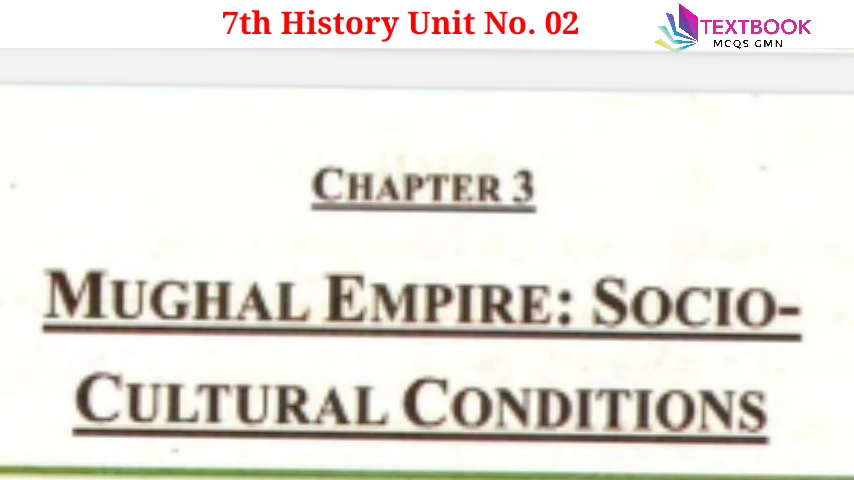 7th History Unit No. 02
TEXTBOOK
MCQS GMN
CHAPTER 3
MUGHAL EMPIRE: SOCIO-
CULTURAL CONDITIONS